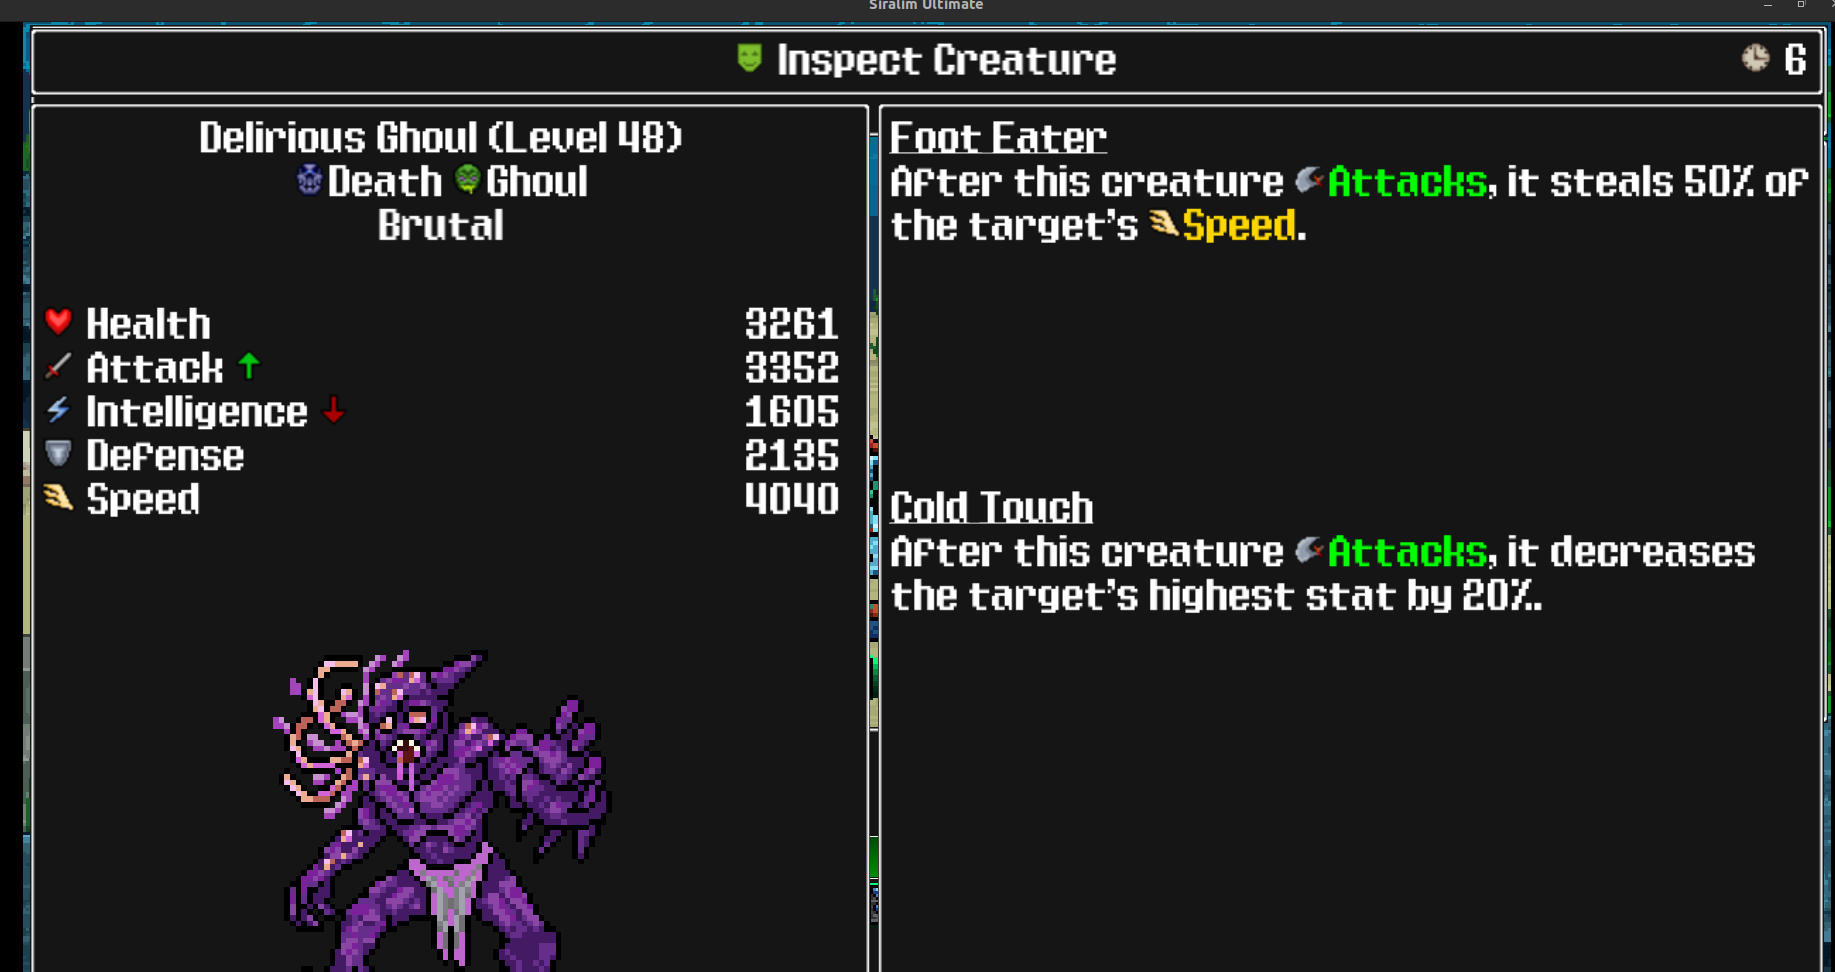 Siralim Ultimate
Inspect Creature
6
Delirious Ghoul (Level 48)
Death Ghoul
Brutal
Health 3261
Attack 3352
Intelligence 1605
Defense 2135
Speed 4040
Foot Eater
After this creature Attacks, it steals 50% of
the target's Speed.
Cold Touch
After this creature Attacks, it decreases
the target's highest stat by 20%.